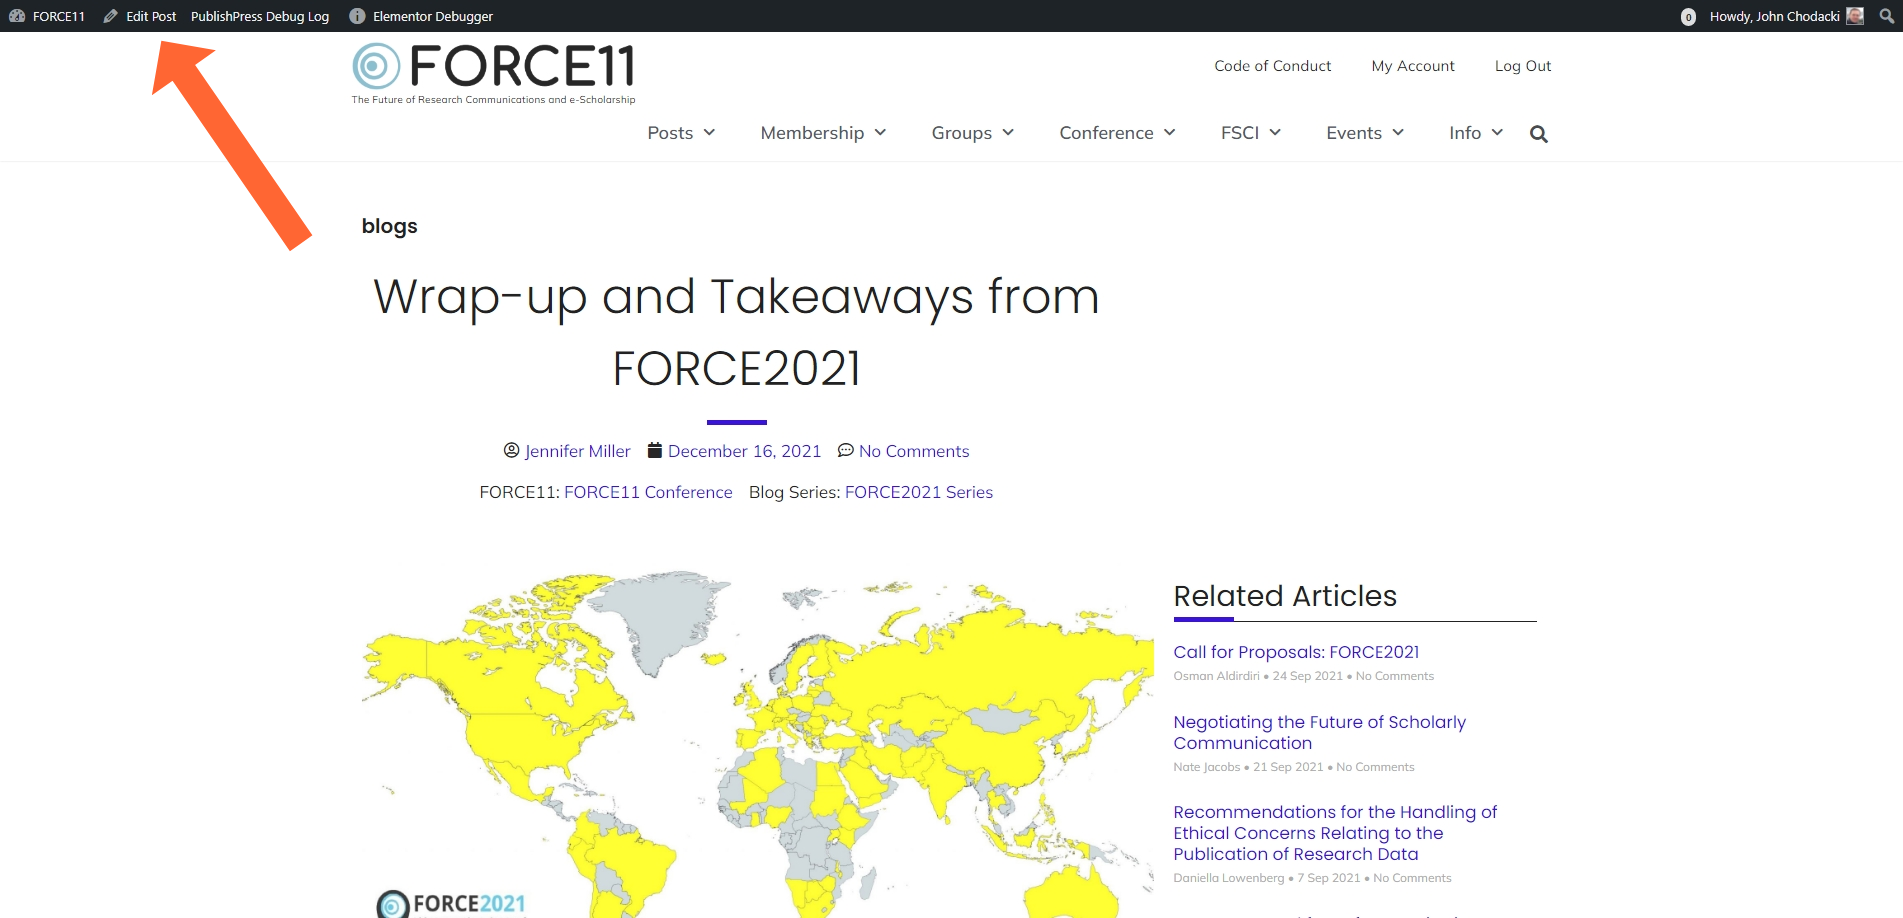 FORCE11 Edit Post PublishPress Debug Log Elementor Debugger 0 Howdy, John Chodacki
FORCE11
The Future of Research Communications and e-Scholarship
Code of Conduct My Account Log Out
Posts Membership Groups Conference FSCI Events Info
blogs
Wrap-up and Takeaways from
FORCE2021
Jennifer Miller December 16, 2021 No Comments
FORCE11: FORCE11 Conference Blog Series: FORCE2021 Series
FORCE2021
Related Articles
Call for Proposals: FORCE2021
Osman Aldirdiri • 24 Sep 2021 • No Comments
Negotiating the Future of Scholarly
Communication
Nate Jacobs • 21 Sep 2021 • No Comments
Recommendations for the Handling of
Ethical Concerns Relating to the
Publication of Research Data
Daniella Lowenberg • 7 Sep 2021 • No Comments